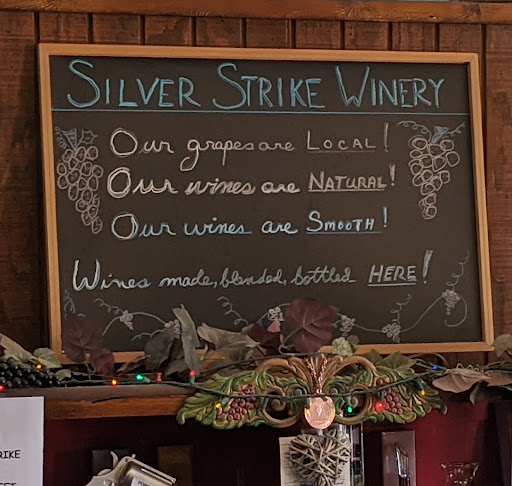 SILVER STRIKE WINERY
Our grapes are LOCAL!
Our wines are NATURAL!
Our wines are SMOOTH!
Wines made, blended, bottled HERE!
RIKE